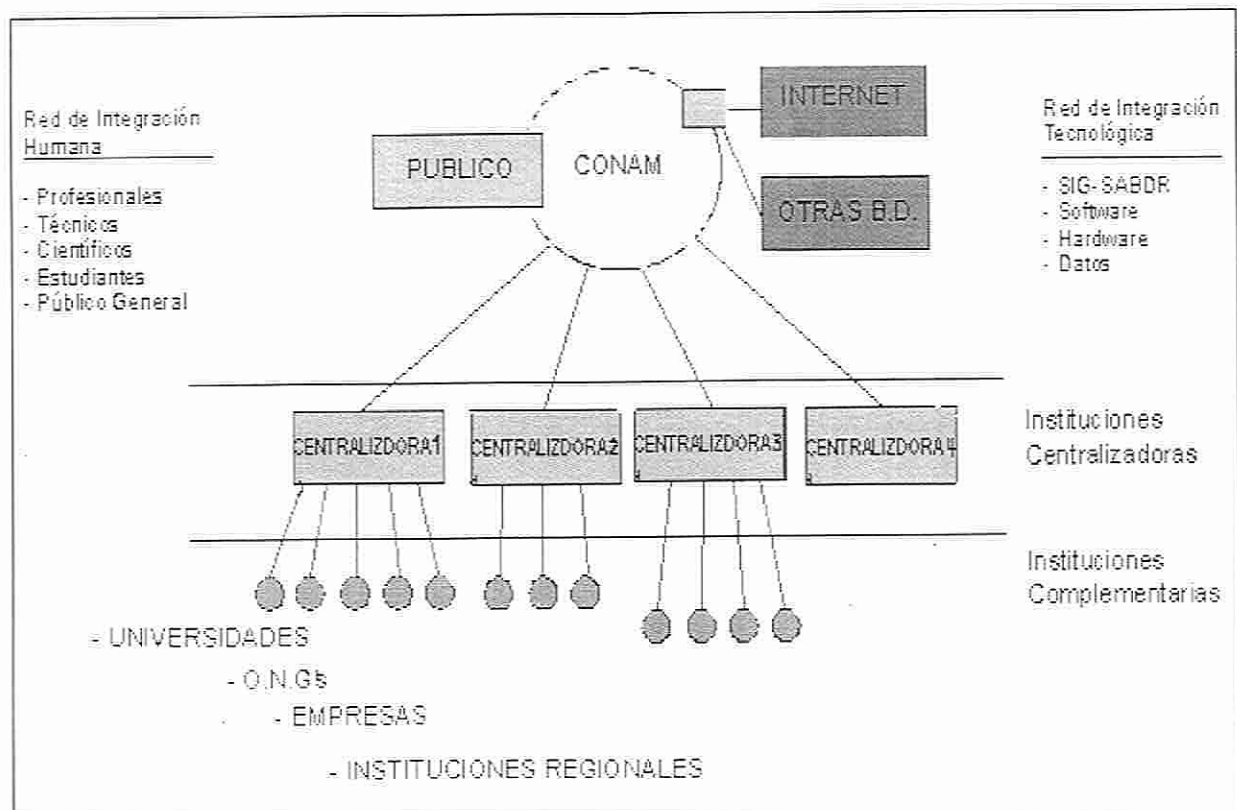 Red de Integración
Humana
- Profesionales
- Técnicos
- Científicos
- Estudiantes
- Público General
PUBLICO
CONAM
INTERNET
OTRAS B.D.
Red de Integración
Tecnológica
- SIG-SABDR
- Software
- Hardware
- Datos
CENTRALIZDORA1
CENTRALIZDORA2
CENTRALIZDORA3
CENTRALIZDORA4
Instituciones
Centralizadoras
Instituciones
Complementarias
- UNIVERSIDADES
- O.N.Gs
- EMPRESAS
- INSTITUCIONES REGIONALES